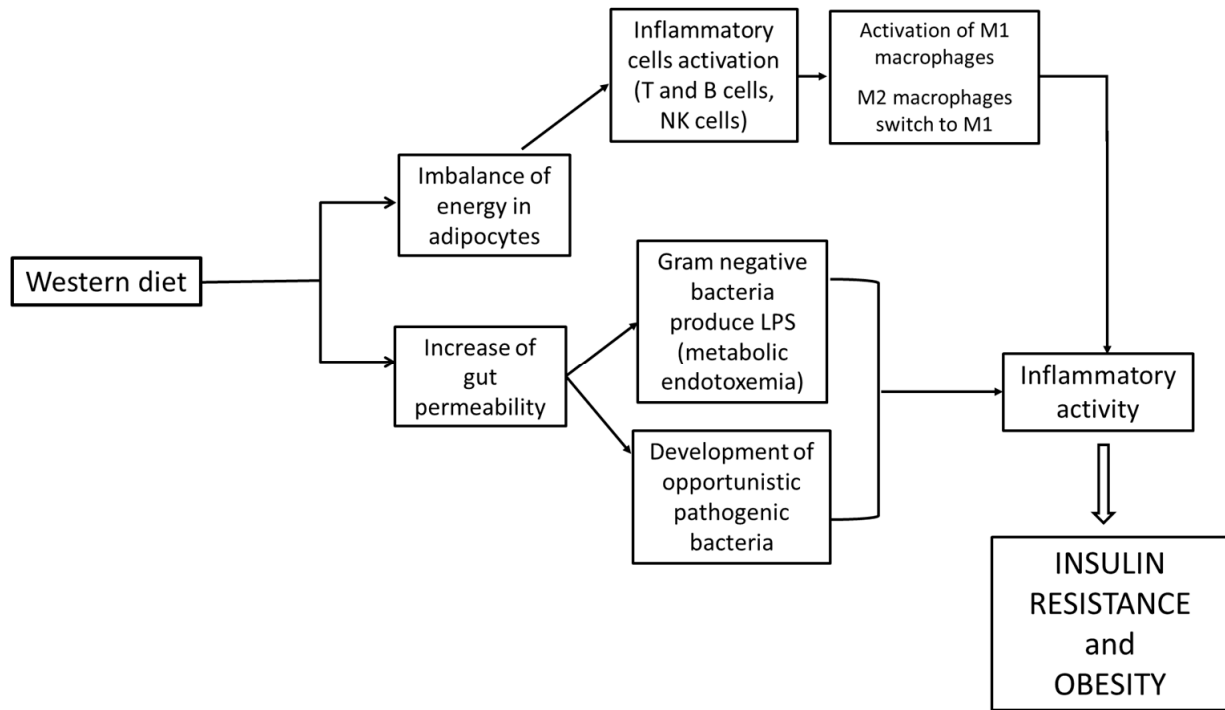 Western diet
Imbalance of
energy in
adipocytes
Inflammatory
cells activation
(T and B cells,
NK cells)
Activation of M1
macrophages
M2 macrophages
switch to M1
Increase of
gut
permeability
Gram negative
bacteria
produce LPS
(metabolic
endotoxemia)
Development of
opportunistic
pathogenic
bacteria
Inflammatory
activity
INSULIN
RESISTANCE
and
OBESITY